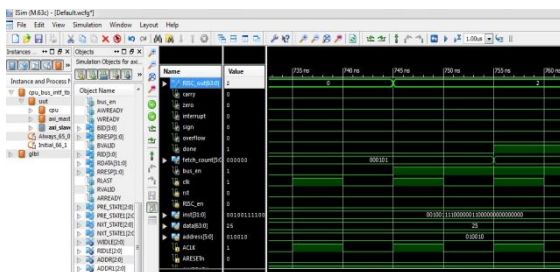 ISim (M.63c) - [Default.wcfg*]
File Edit View Simulation Window Layout Help
1.00us
Instances
Objects
Simulation Objects for axi...
Instance and Process N
cpu_bus_intf_tb
uut
cpu
axi_mast
axi_slav
Always_65_0
Initial_66_1
glbl
Object Name
bus_en
AWREADY
WREADY
BID[3:0]
BRESP[1:0]
BVALID
RID[3:0]
RDATA[31:0]
RRESP[1:0]
RLAST
RVALID
ARREADY
PRE_STATE[2:0]
PRE_STATE1[2:0]
NXT_STATE[2:0]
NXT_STATE1[2:0]
WIDLE[2:0]
RIDLE[2:0]
ADDR[2:0]
ADDR1[2:0]
Name Value
RISC_out[63:0] 2
carry 0
zero 0
interrupt 0
sign 0
overflow 0
done 1
fetch_count[5:0 000000
bus_en 1
clk 1
rst 0
RISC_en 0
inst[31:0] 00100111100
data[63:0] 25
address[5:0] 010010
ACLK 1
ARESETn 0
735 ns 740 ns 745 ns 750 ns 755 ns 760 ns
0 2
000101
25
010010